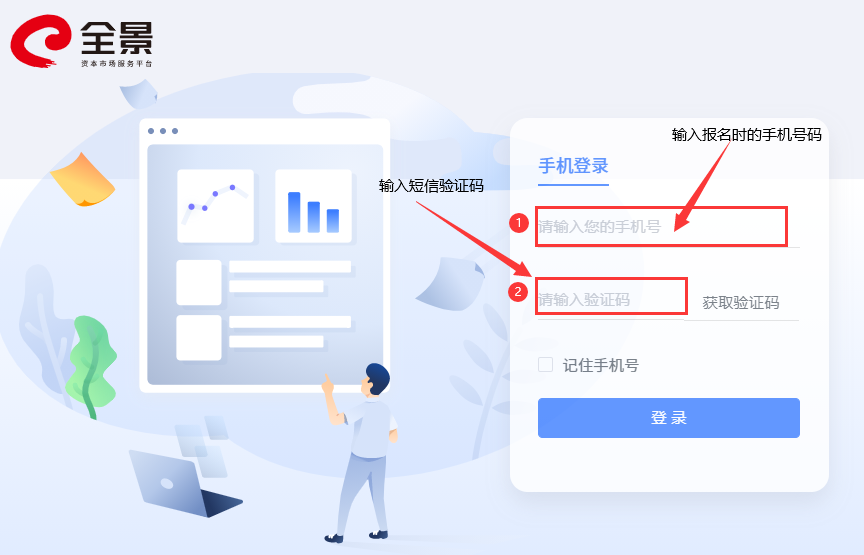 全景
资本市场服务平台
输入报名时的手机号码
手机登录
输入短信验证码
1
请输入您的手机号
2
请输入验证码
获取验证码
记住手机号
登录